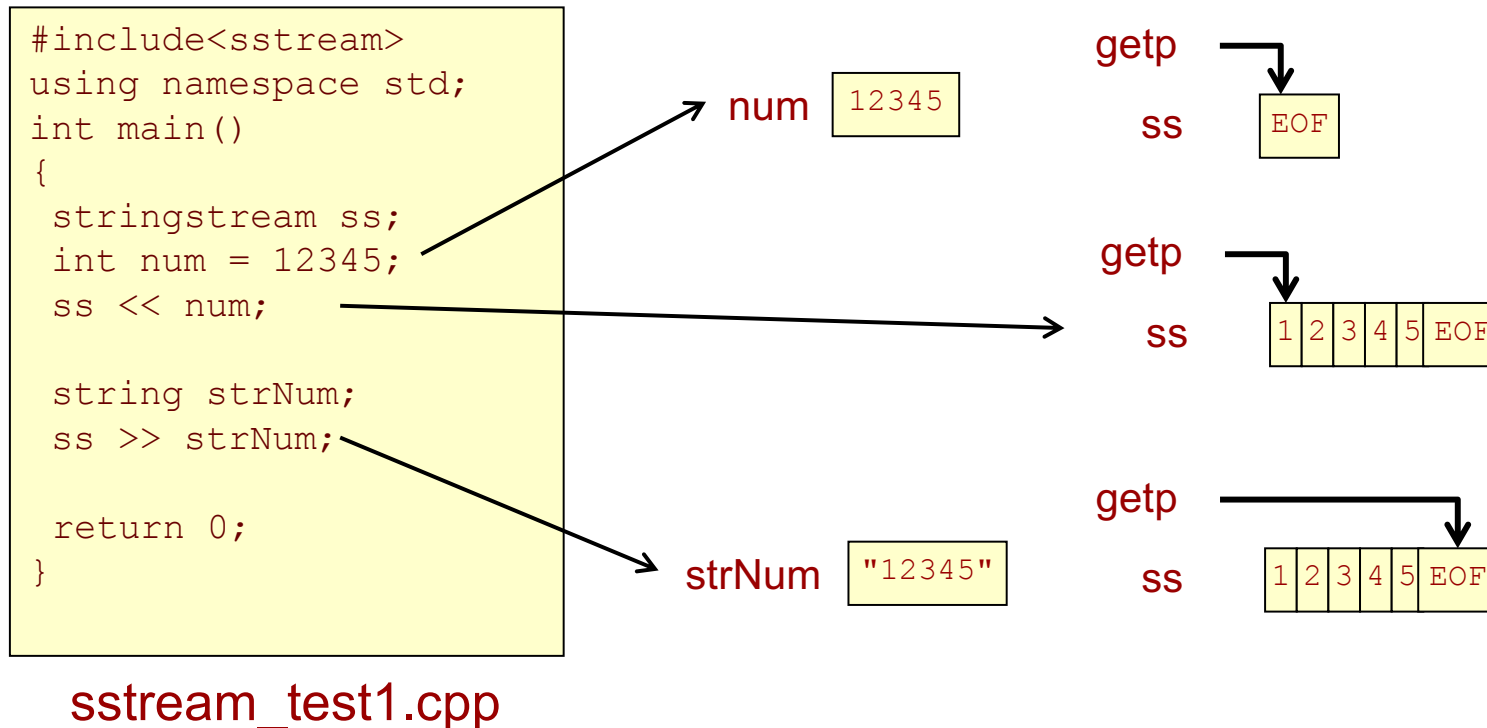 #include<sstream>
using namespace std;
int main()
{
stringstream ss;
int num = 12345;
ss << num;
string strNum;
ss >> strNum;
return 0;
}
sstream_test1.cpp
num 12345
strNum "12345"
getp
ss EOF
getp
ss 1 2 3 4 5 EOF
getp
ss 1 2 3 4 5 EOF